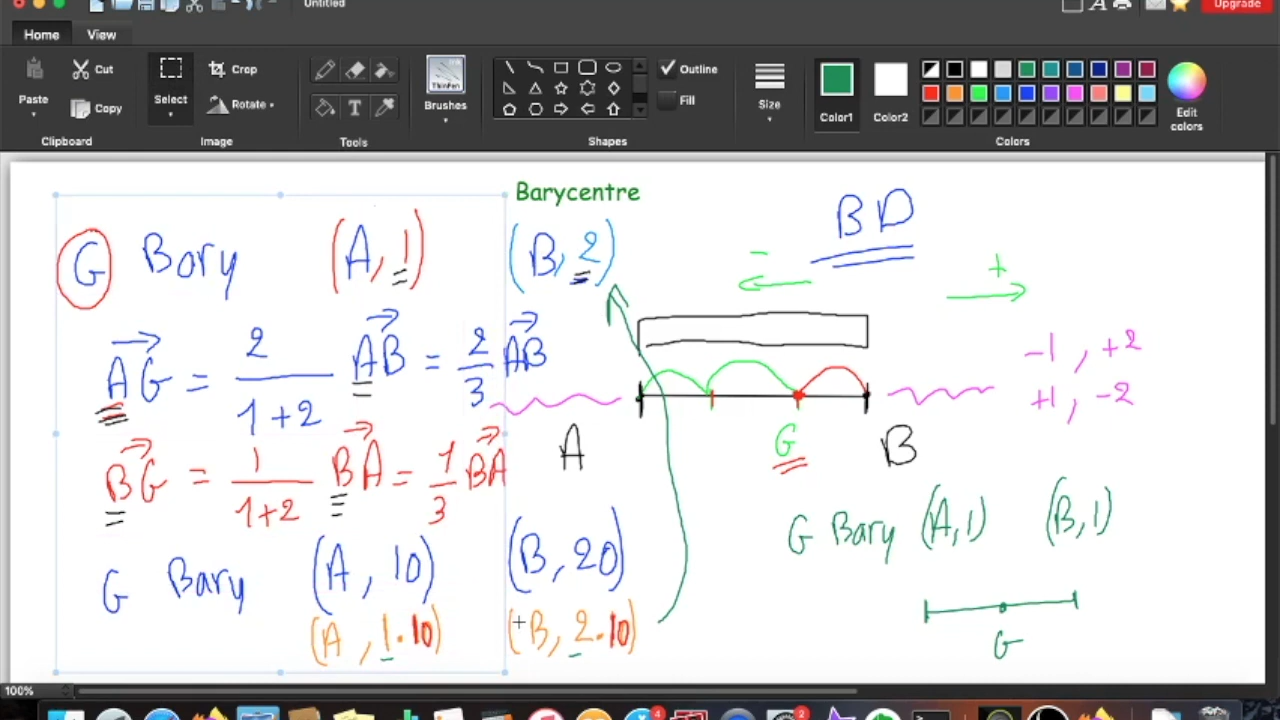 Untitled
Upgrade
Home View
Paste Cut Copy Select Crop Rotate Brushes ThinPen Outline Fill Size Color1 Color2 Edit colors
Clipboard Image Tools Shapes Colors
Barycentre
BD
G Bary (A, 1) (B, 2)
- +
AG = 2/(1+2) AB = 2/3 AB
-1, +2
+1, -2
A G B
BG = 1/(1+2) BA = 1/3 BA
G Bary (A, 1) (B, 1)
G Bary (A, 10) (B, 20)
(A, 1·10) (B, 2·10)
G
100%